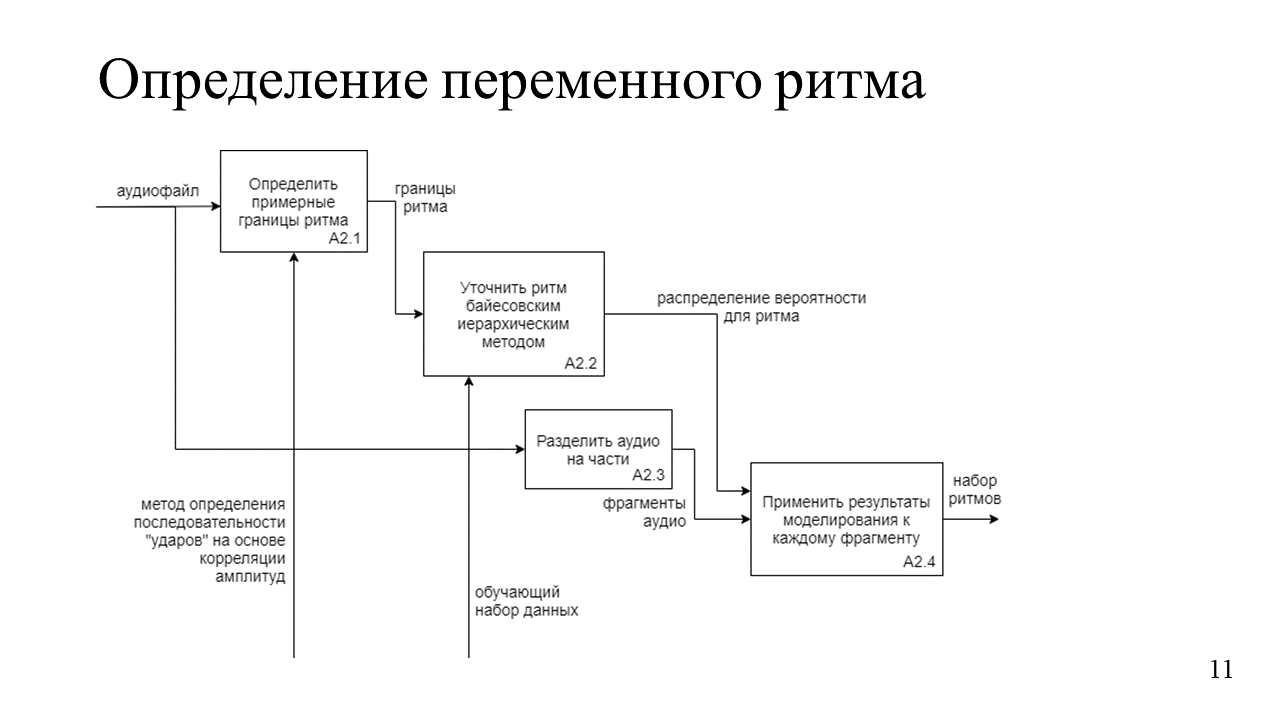 Определение переменного ритма
аудиофайл
Определить
примерные
границы ритма
A2.1
границы
ритма
Уточнить ритм
байесовским
иерархическим
методом
A2.2
распределение вероятности
для ритма
Разделить аудио
на части
A2.3
фрагменты
аудио
Применить результаты
моделирования к
каждому фрагменту
A2.4
набор
ритмов
метод определения
последовательности
"ударов" на основе
корреляции
амплитуд
обучающий
набор данных
11